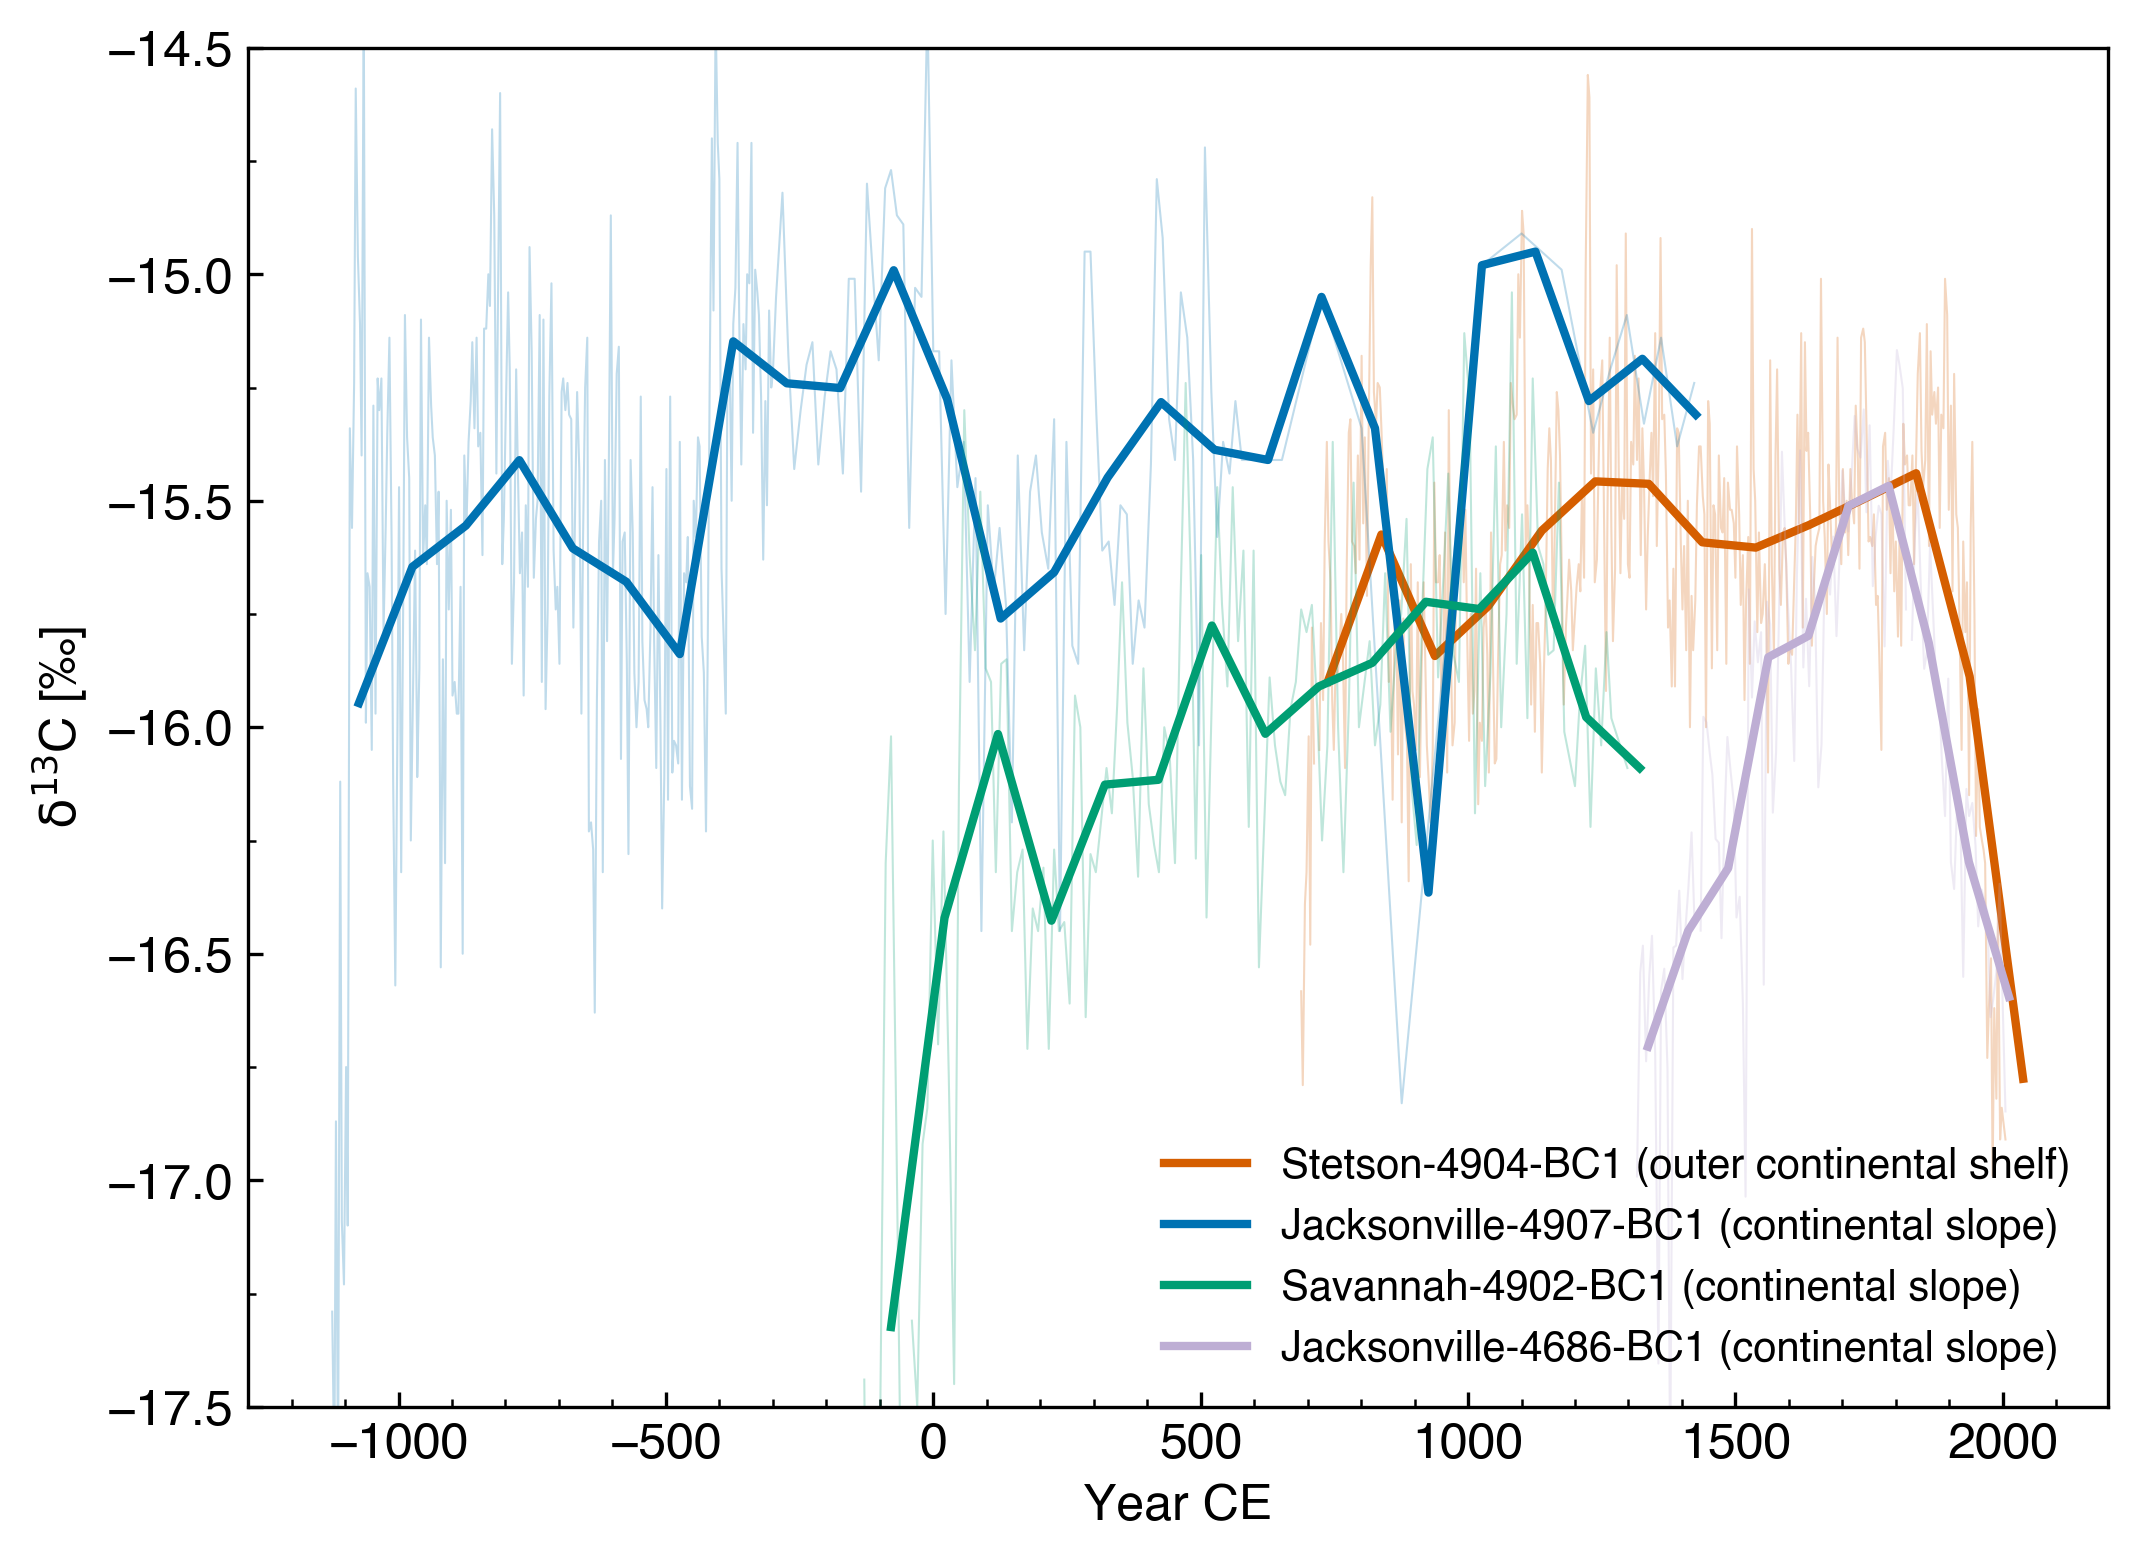 −14.5
−15.0
−15.5
−16.0
−16.5
−17.0
−17.5
δ¹³C [‰]
Stetson-4904-BC1 (outer continental shelf)
Jacksonville-4907-BC1 (continental slope)
Savannah-4902-BC1 (continental slope)
Jacksonville-4686-BC1 (continental slope)
−1000 −500 0 500 1000 1500 2000
Year CE